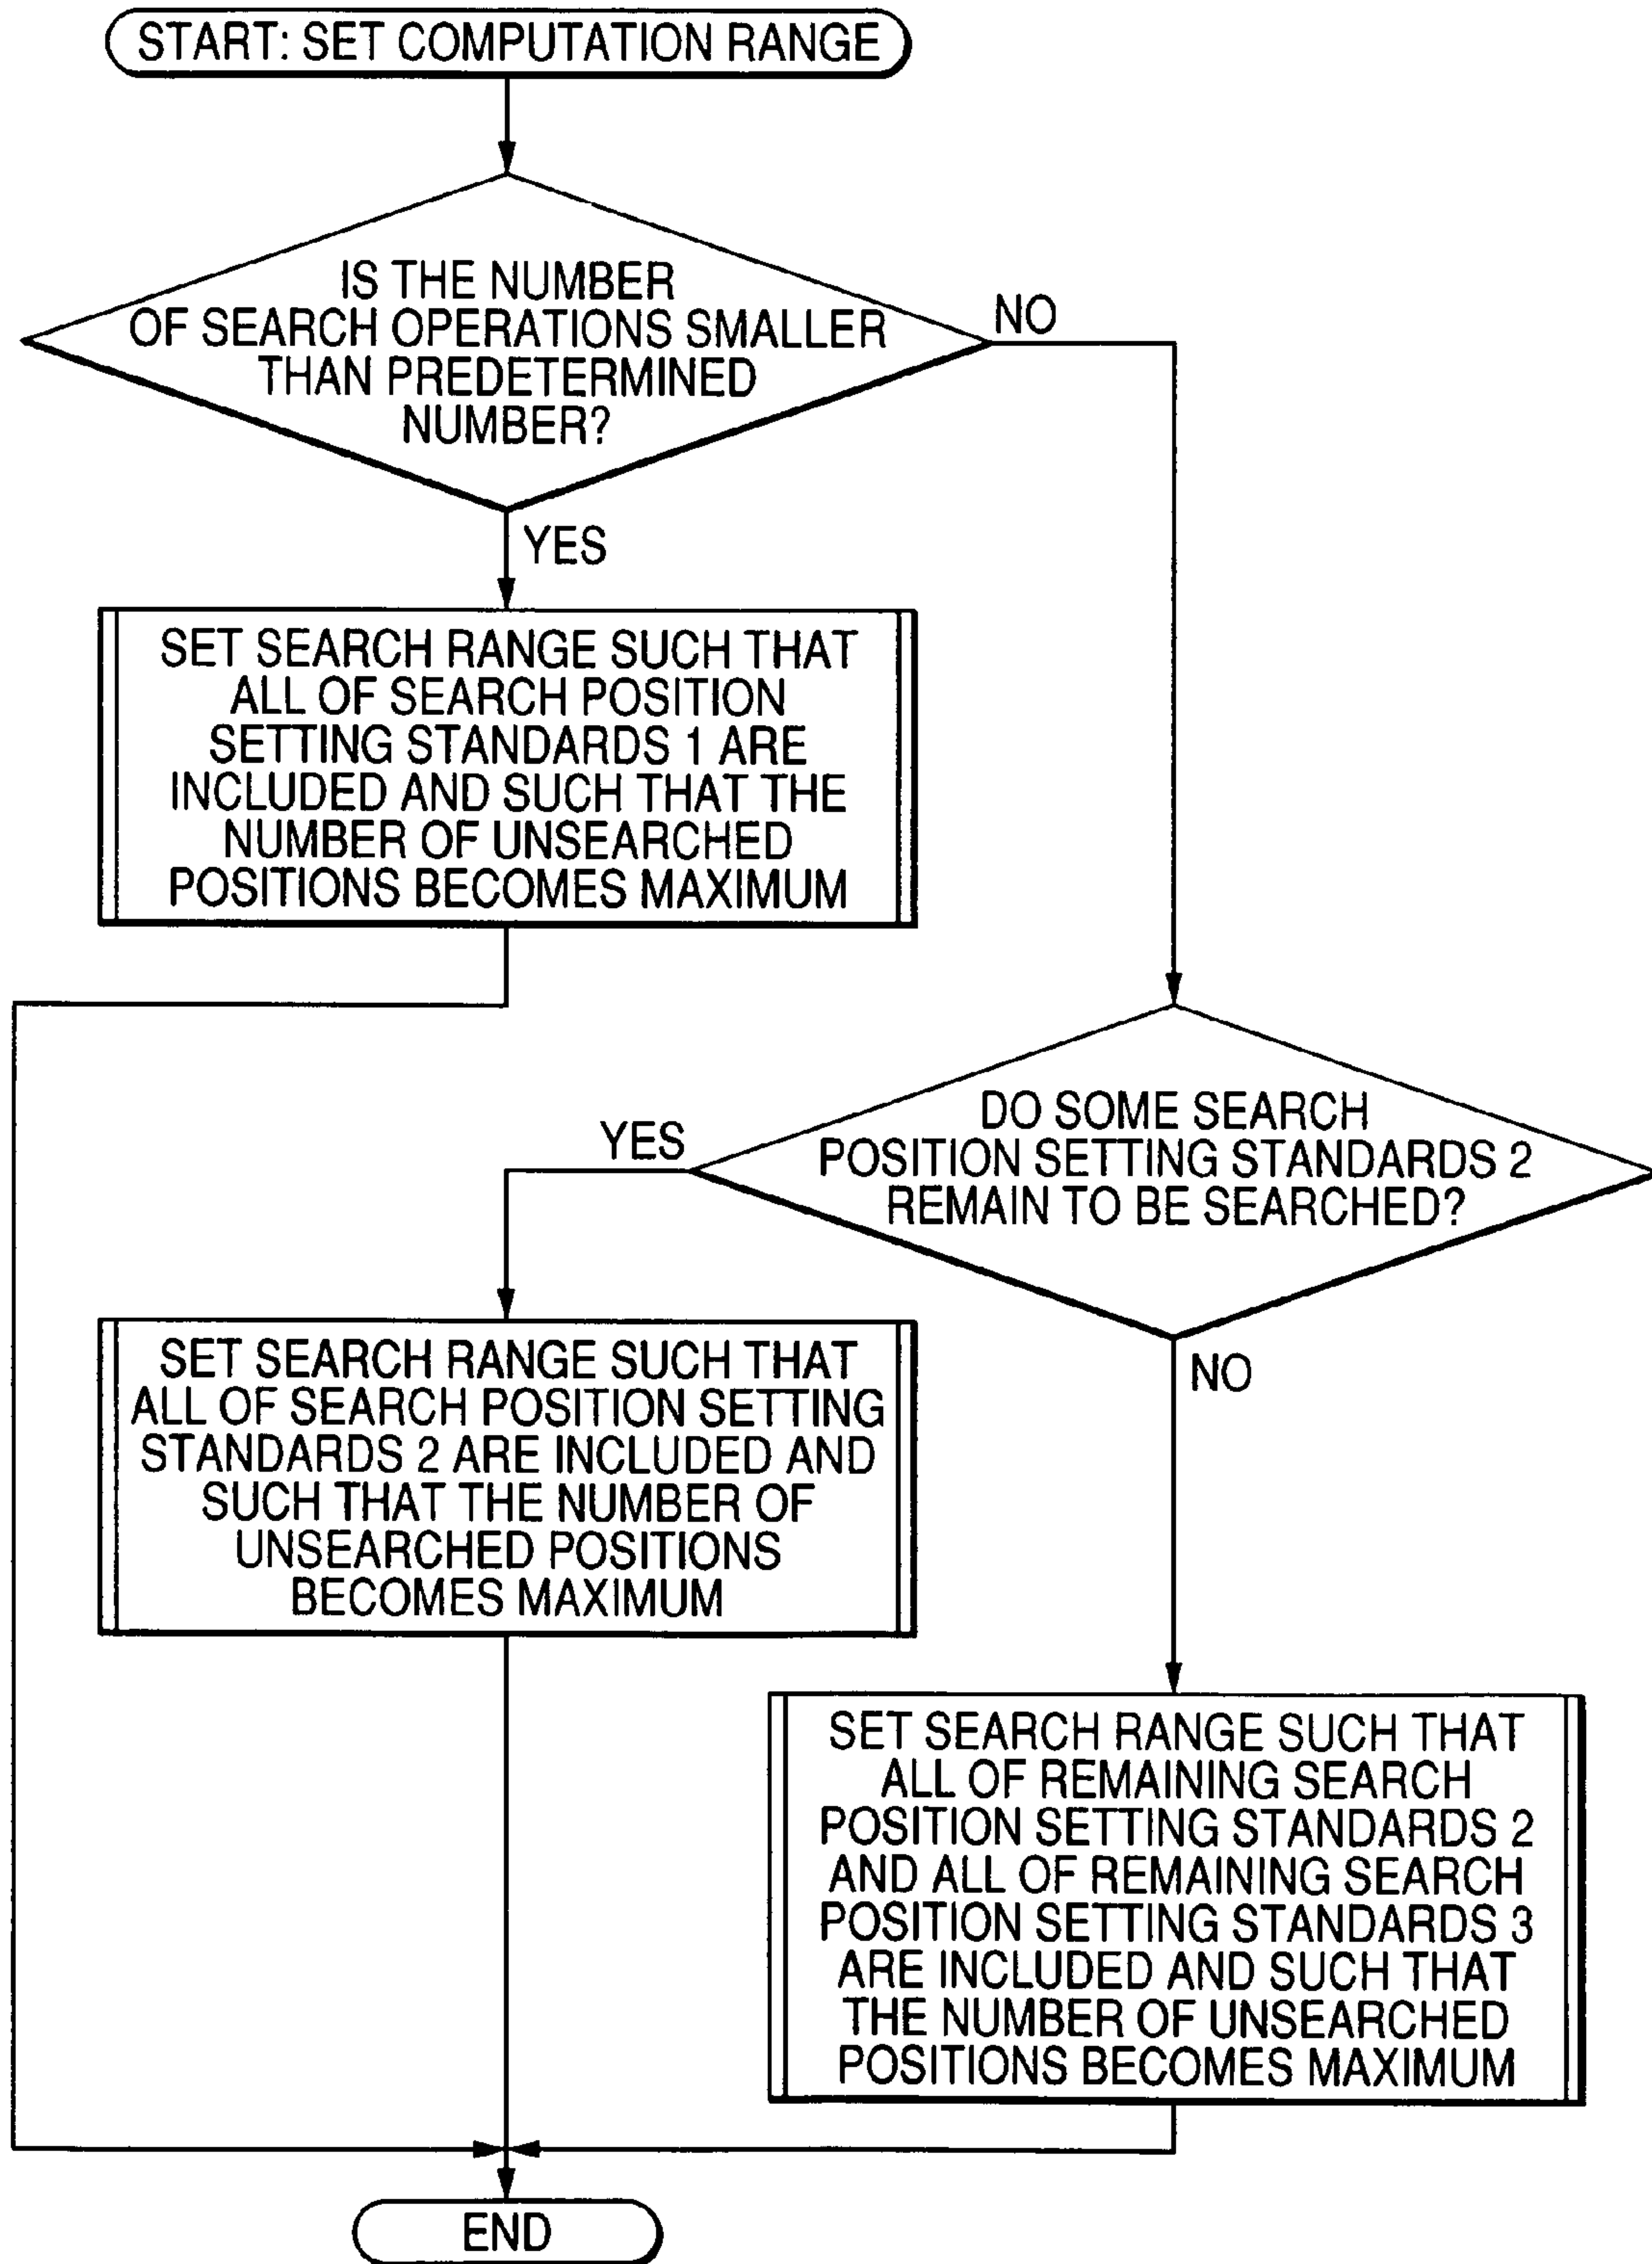 START: SET COMPUTATION RANGE
IS THE NUMBER
OF SEARCH OPERATIONS SMALLER
THAN PREDETERMINED
NUMBER?
NO
YES
SET SEARCH RANGE SUCH THAT
ALL OF SEARCH POSITION
SETTING STANDARDS 1 ARE
INCLUDED AND SUCH THAT THE
NUMBER OF UNSEARCHED
POSITIONS BECOMES MAXIMUM
DO SOME SEARCH
POSITION SETTING STANDARDS 2
REMAIN TO BE SEARCHED?
YES
NO
SET SEARCH RANGE SUCH THAT
ALL OF SEARCH POSITION SETTING
STANDARDS 2 ARE INCLUDED AND
SUCH THAT THE NUMBER OF
UNSEARCHED POSITIONS
BECOMES MAXIMUM
SET SEARCH RANGE SUCH THAT
ALL OF REMAINING SEARCH
POSITION SETTING STANDARDS 2
AND ALL OF REMAINING SEARCH
POSITION SETTING STANDARDS 3
ARE INCLUDED AND SUCH THAT
THE NUMBER OF UNSEARCHED
POSITIONS BECOMES MAXIMUM
END